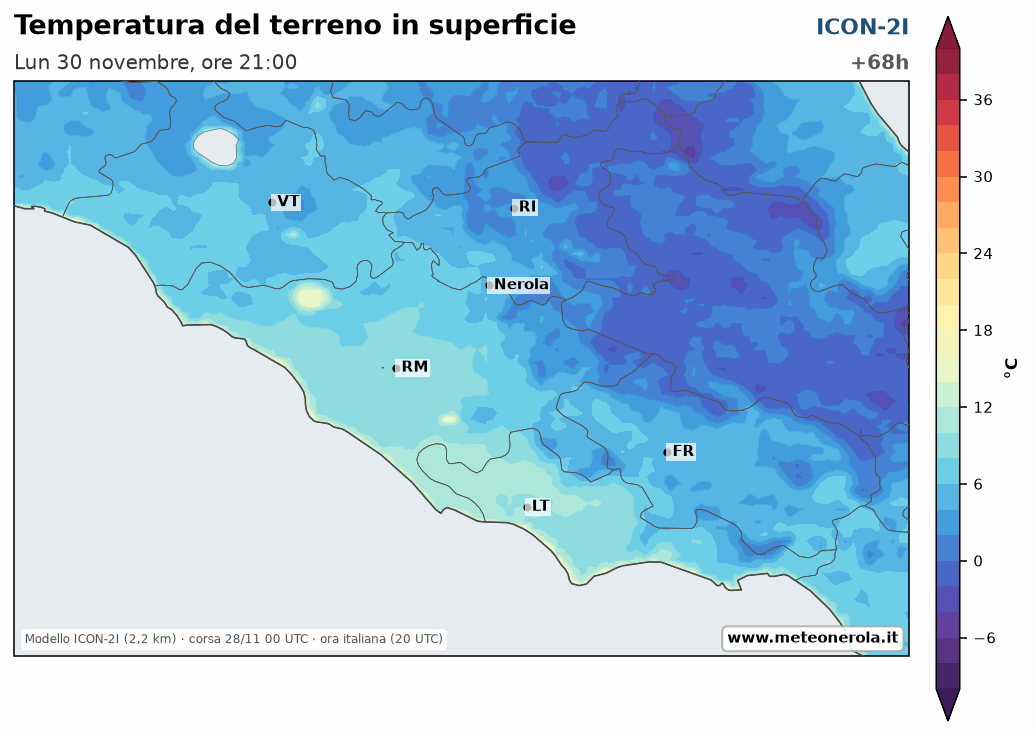 Temperatura del terreno in superficie
ICON-2I
Lun 30 novembre, ore 21:00
+68h
36
30
24
18
12
6
0
−6
°C
VT
RI
Nerola
RM
FR
LT
Modello ICON-2I (2,2 km) · corsa 28/11 00 UTC · ora italiana (20 UTC)
www.meteonerola.it